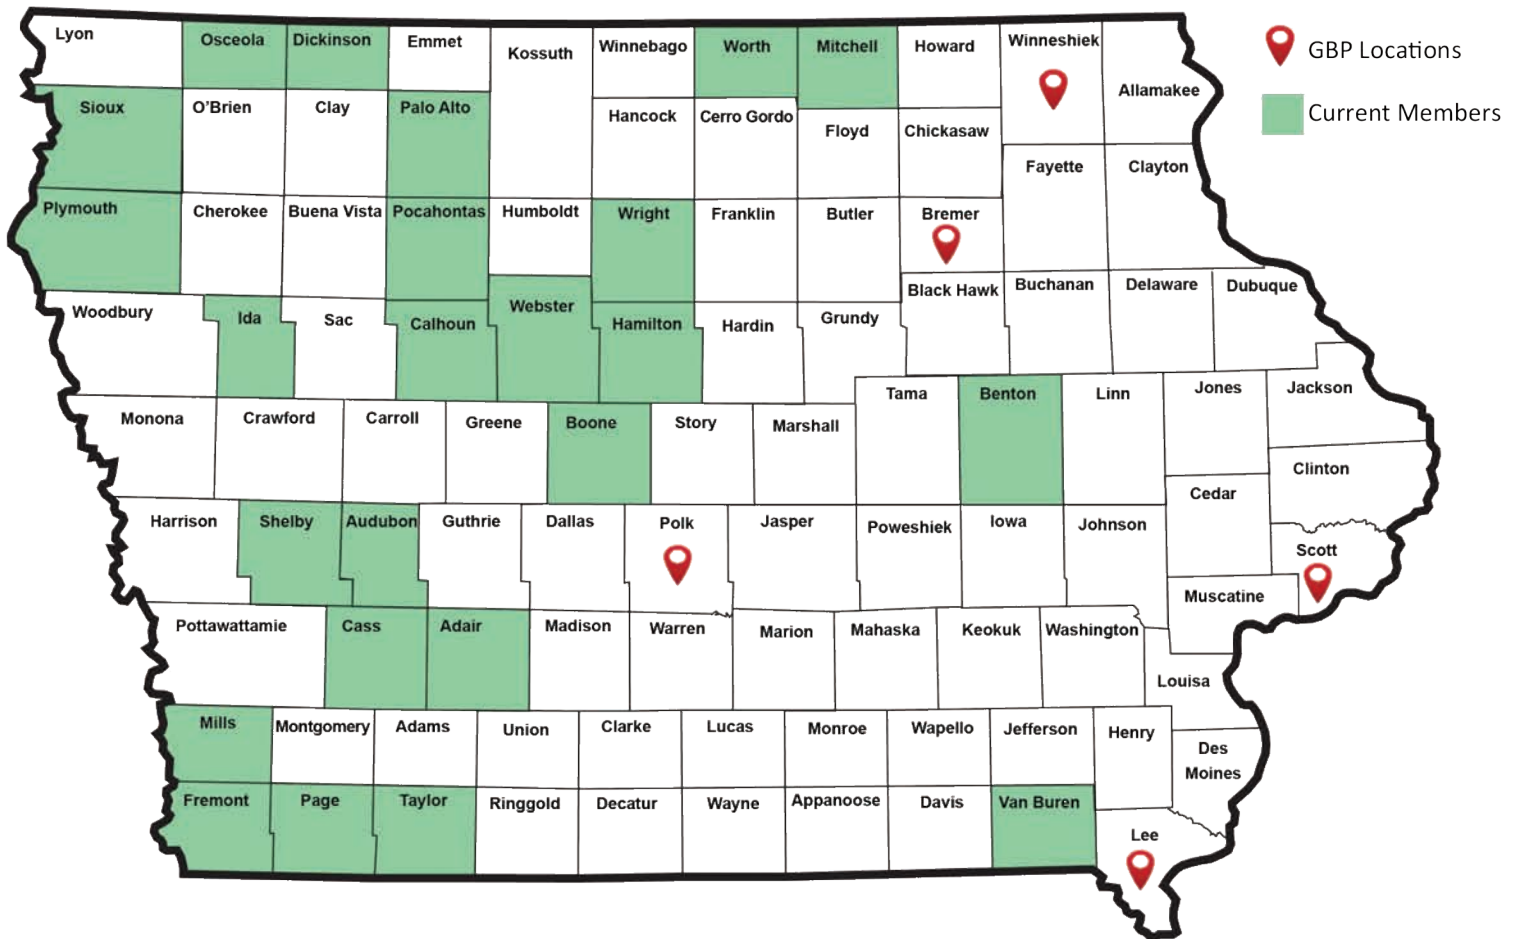 Lyon
Osceola
Dickinson
Emmet
Kossuth
Winnebago
Worth
Mitchell
Howard
Winneshiek
Allamakee
GBP Locations
Current Members
Sioux
O'Brien
Clay
Palo Alto
Hancock
Cerro Gordo
Floyd
Chickasaw
Fayette
Clayton
Plymouth
Cherokee
Buena Vista
Pocahontas
Humboldt
Wright
Franklin
Butler
Bremer
Woodbury
Ida
Sac
Calhoun
Webster
Hamilton
Hardin
Grundy
Black Hawk
Buchanan
Delaware
Dubuque
Monona
Crawford
Carroll
Greene
Boone
Story
Marshall
Tama
Benton
Linn
Jones
Jackson
Clinton
Cedar
Harrison
Shelby
Audubon
Guthrie
Dallas
Polk
Jasper
Poweshiek
Iowa
Johnson
Scott
Muscatine
Pottawattamie
Cass
Adair
Madison
Warren
Marion
Mahaska
Keokuk
Washington
Louisa
Mills
Montgomery
Adams
Union
Clarke
Lucas
Monroe
Wapello
Jefferson
Henry
Des
Moines
Fremont
Page
Taylor
Ringgold
Decatur
Wayne
Appanoose
Davis
Van Buren
Lee